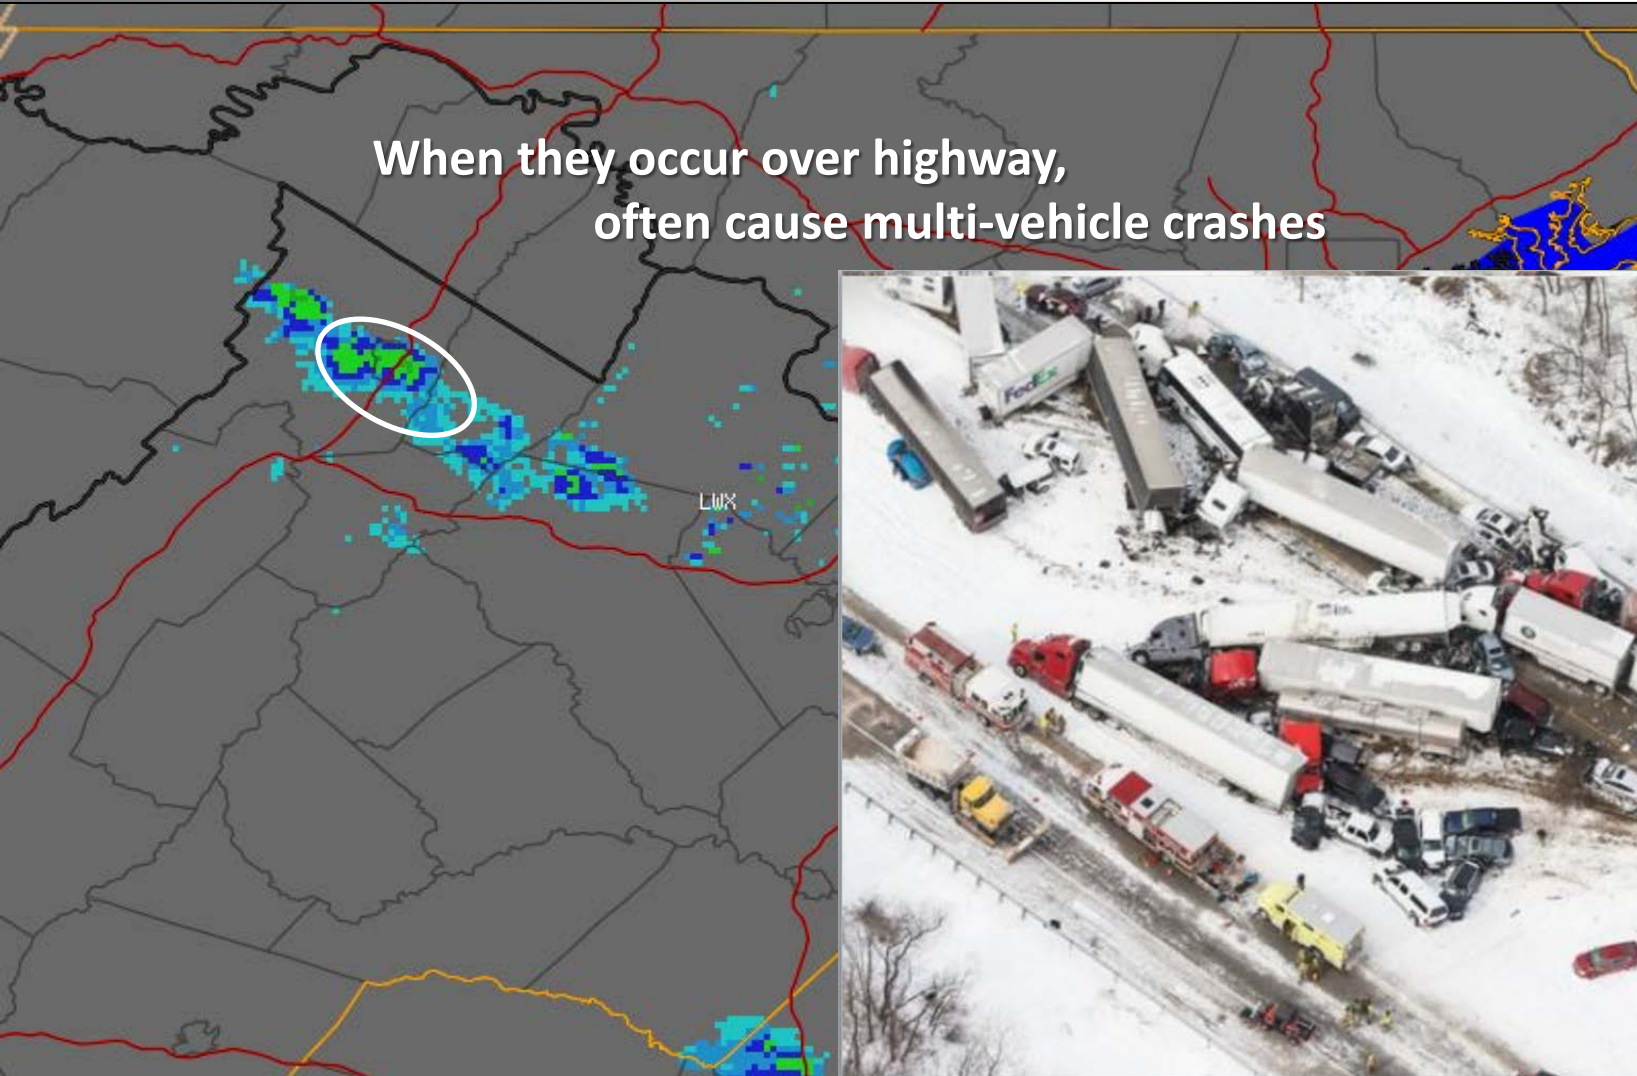 When they occur over highway,
often cause multi-vehicle crashes
FedEx
LWX